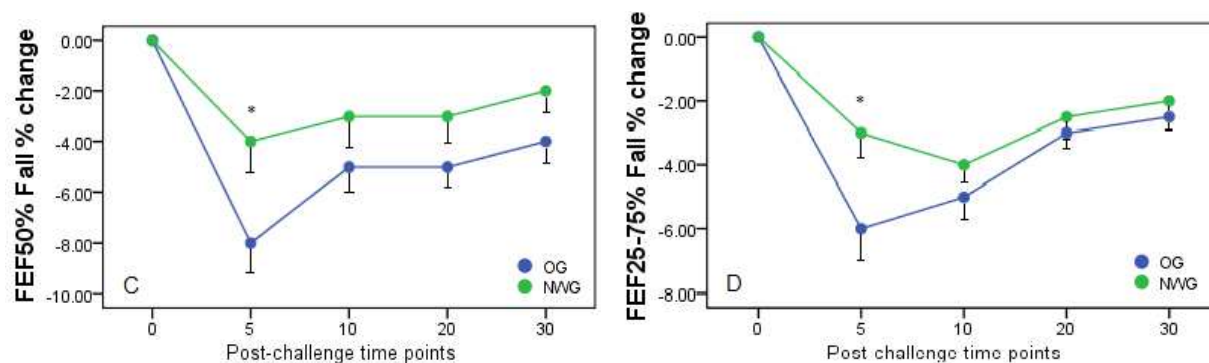 FEF50% Fall % change
0.00
-2.00
-4.00
-6.00
-8.00
-10.00
*
C
OG
NWG
0 5 10 20 30
Post-challenge time points
FEF25-75% Fall % change
0.00
-2.00
-4.00
-6.00
-8.00
*
D
OG
NWG
0 5 10 20 30
Post challenge time points